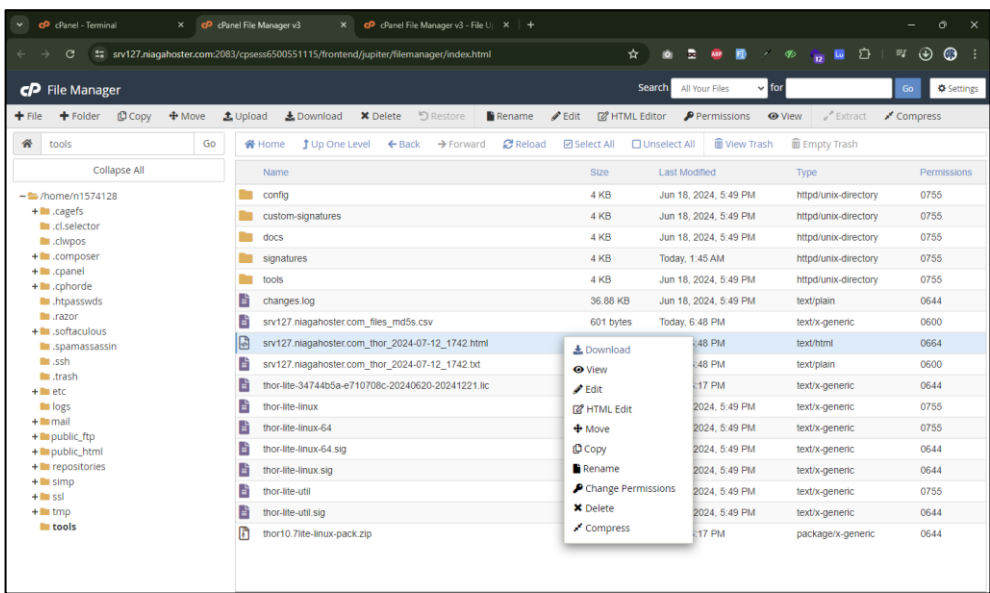 cPanel - Terminal
cPanel File Manager v3
cPanel File Manager v3 - File U
srv127.niagahoster.com:2083/cpsess6500551115/frontend/jupiter/filemanager/index.html
cP File Manager
Search All Your Files for Go Settings
File Folder Copy Move Upload Download Delete Restore Rename Edit HTML Editor Permissions View Extract Compress
tools Go
Home Up One Level Back Forward Reload Select All Unselect All View Trash Empty Trash
Collapse All
/home/n1574128
.cagefs
.cl.selector
.clwpos
.composer
.cpanel
.cphorde
.htpasswds
.razor
.softaculous
.spamassassin
.ssh
.trash
etc
logs
mail
public_ftp
public_html
repositories
simp
ssl
tmp
tools
Name Size Last Modified Type Permissions
config 4 KB Jun 18, 2024, 5:49 PM httpd/unix-directory 0755
custom-signatures 4 KB Jun 18, 2024, 5:49 PM httpd/unix-directory 0755
docs 4 KB Jun 18, 2024, 5:49 PM httpd/unix-directory 0755
signatures 4 KB Today, 1:45 AM httpd/unix-directory 0755
tools 4 KB Jun 18, 2024, 5:49 PM httpd/unix-directory 0755
changes.log 36.88 KB Jun 18, 2024, 5:49 PM text/plain 0644
srv127.niagahoster.com_files_md5s.csv 601 bytes Today, 6:48 PM text/x-generic 0600
srv127.niagahoster.com_thor_2024-07-12_1742.html :48 PM text/html 0664
srv127.niagahoster.com_thor_2024-07-12_1742.txt :48 PM text/plain 0600
thor-lite-34744b5a-e710708c-20240620-20241221.lic :17 PM text/x-generic 0644
thor-lite-linux 2024, 5:49 PM text/x-generic 0755
thor-lite-linux-64 2024, 5:49 PM text/x-generic 0755
thor-lite-linux-64.sig 2024, 5:49 PM text/x-generic 0644
thor-lite-linux.sig 2024, 5:49 PM text/x-generic 0644
thor-lite-util 2024, 5:49 PM text/x-generic 0755
thor-lite-util.sig 2024, 5:49 PM text/x-generic 0644
thor10.7lite-linux-pack.zip :17 PM package/x-generic 0644
Download
View
Edit
HTML Edit
Move
Copy
Rename
Change Permissions
Delete
Compress